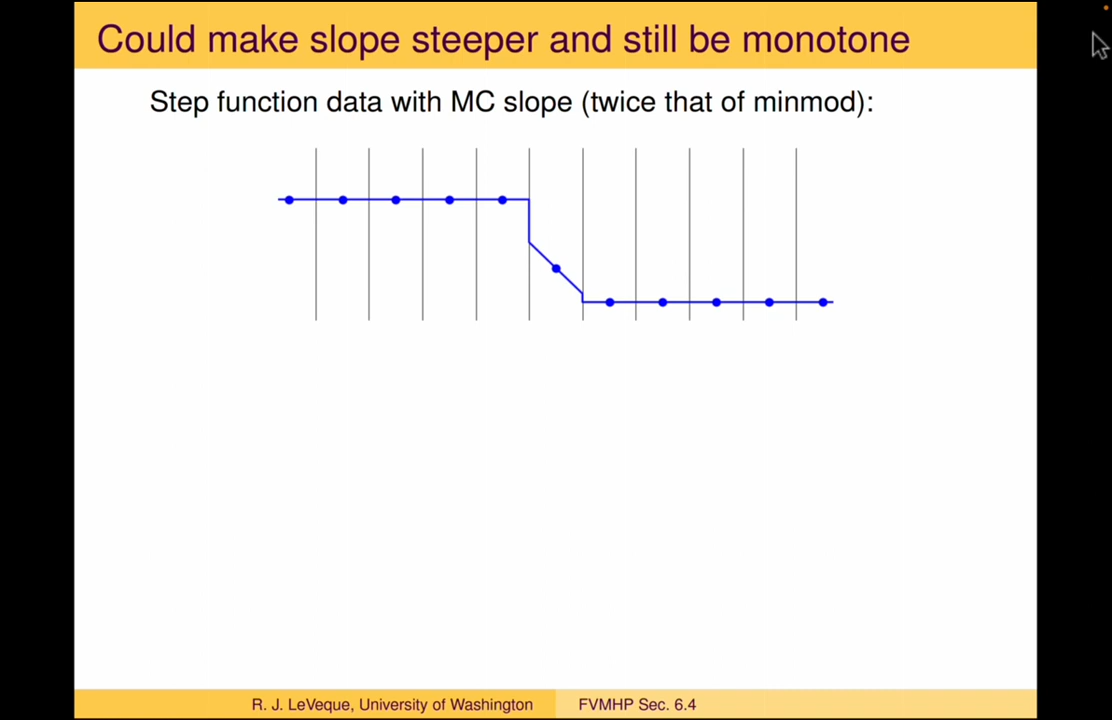 Could make slope steeper and still be monotone
Step function data with MC slope (twice that of minmod):
R. J. LeVeque, University of Washington
FVMHP Sec. 6.4